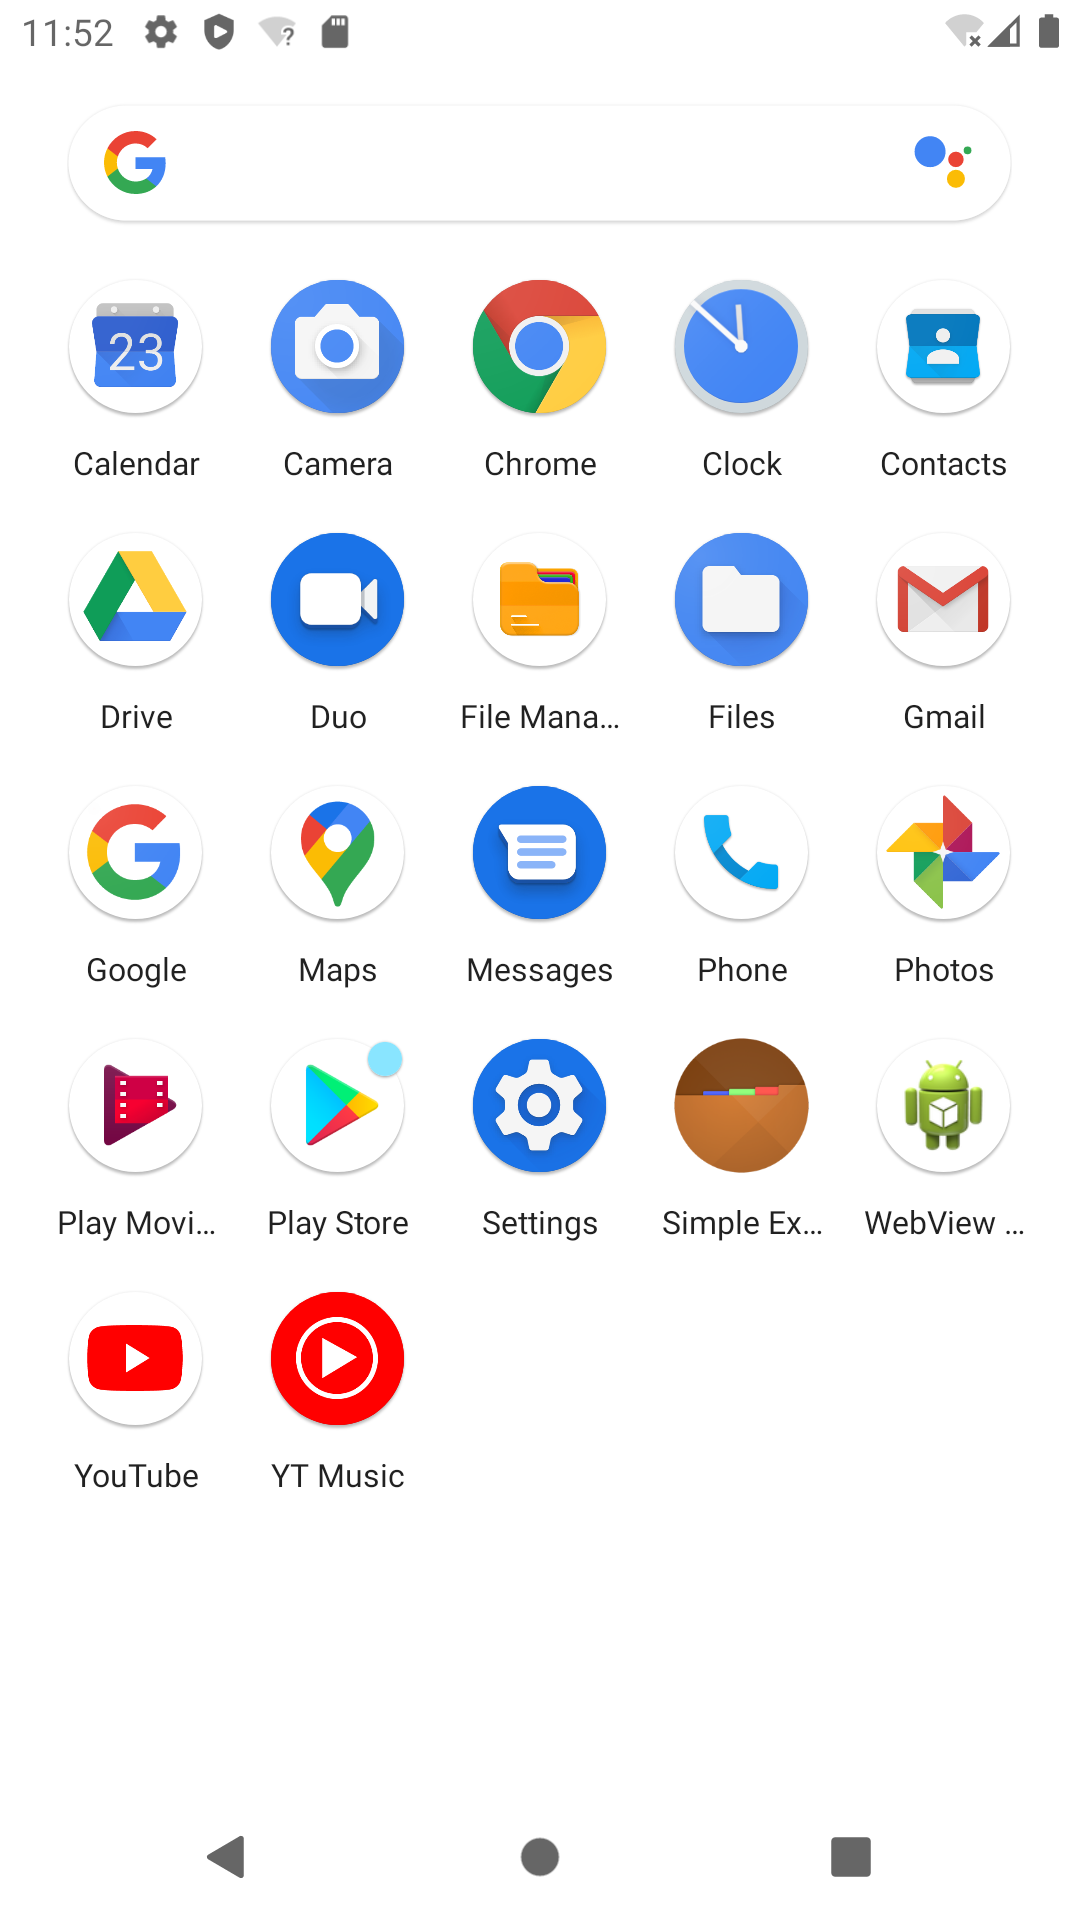 11:52
Calendar Camera Chrome Clock Contacts
Drive Duo File Mana... Files Gmail
Google Maps Messages Phone Photos
Play Movi... Play Store Settings Simple Ex... WebView ...
YouTube YT Music
23